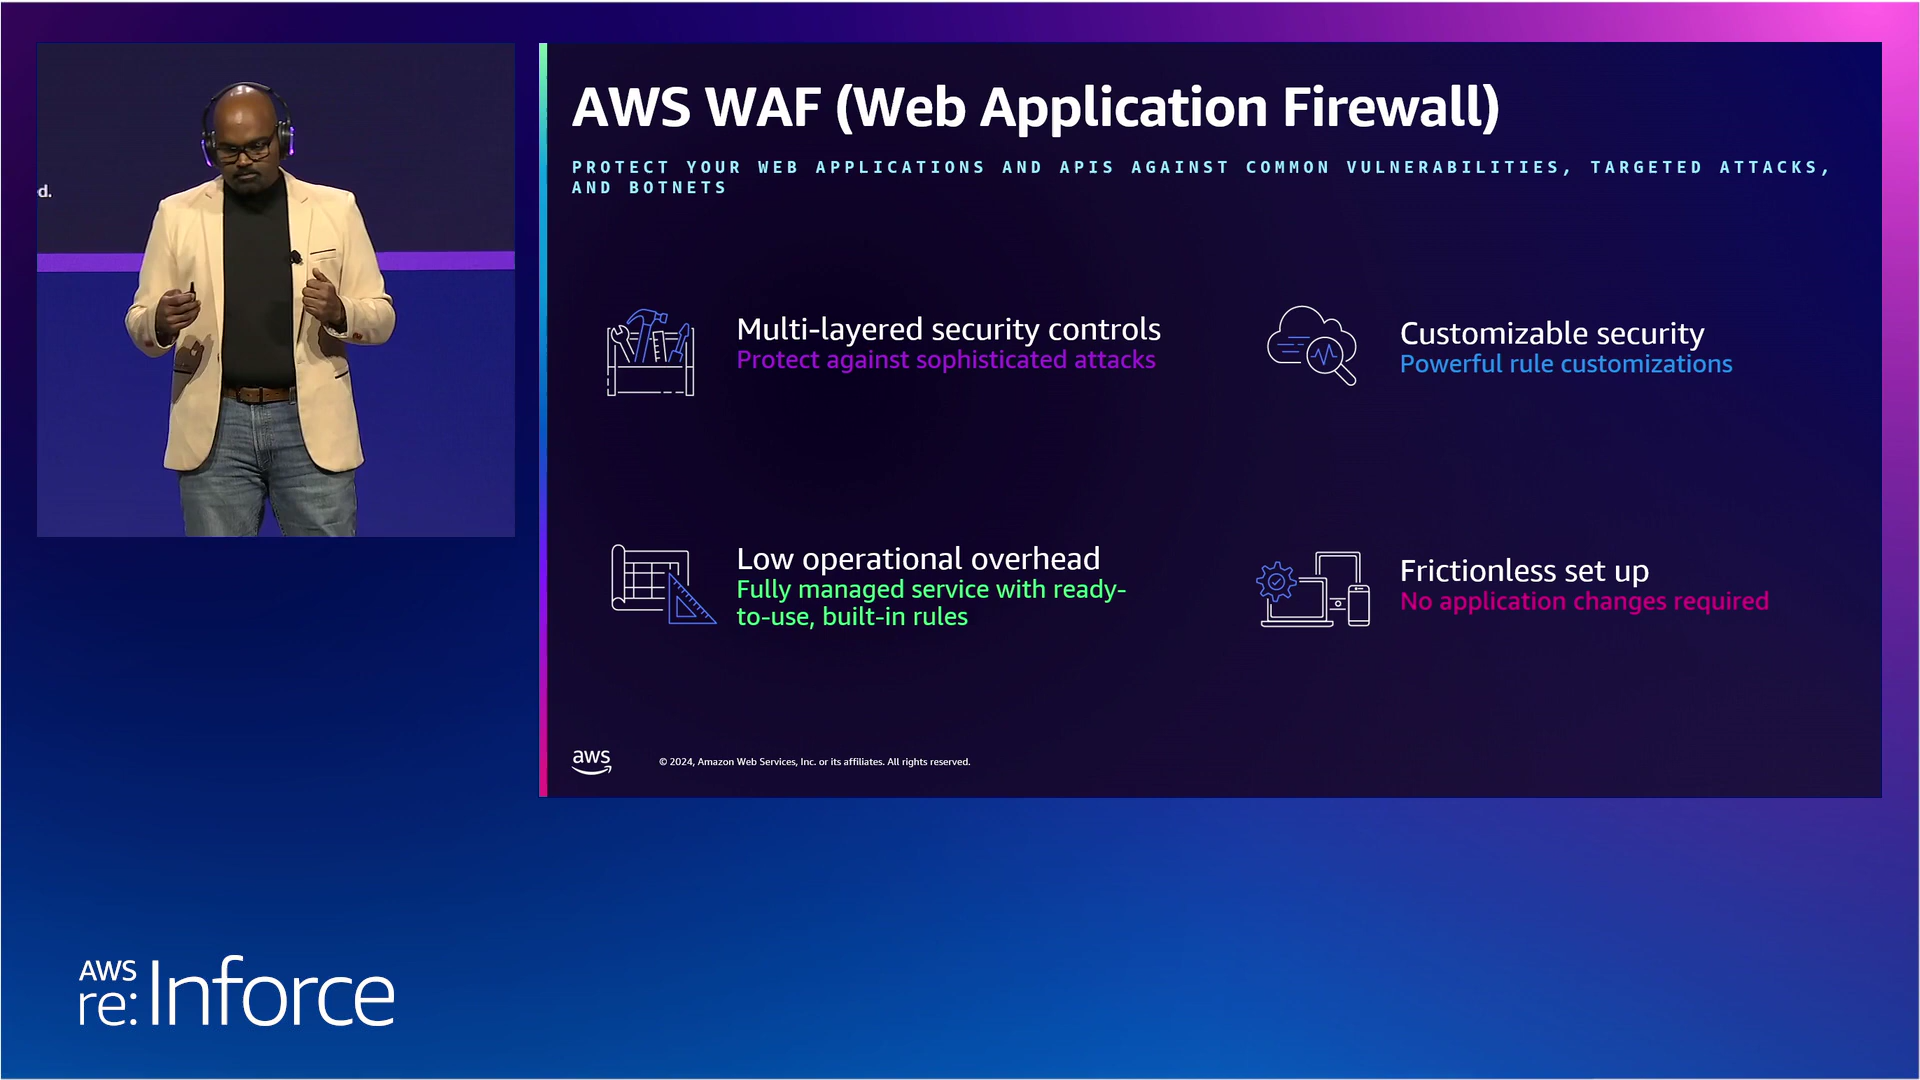 d.
AWS WAF (Web Application Firewall)
PROTECT YOUR WEB APPLICATIONS AND APIS AGAINST COMMON VULNERABILITIES, TARGETED ATTACKS,
AND BOTNETS
Multi-layered security controls
Protect against sophisticated attacks
Customizable security
Powerful rule customizations
Low operational overhead
Fully managed service with ready-
to-use, built-in rules
Frictionless set up
No application changes required
aws
© 2024, Amazon Web Services, Inc. or its affiliates. All rights reserved.
AWS
re:Inforce